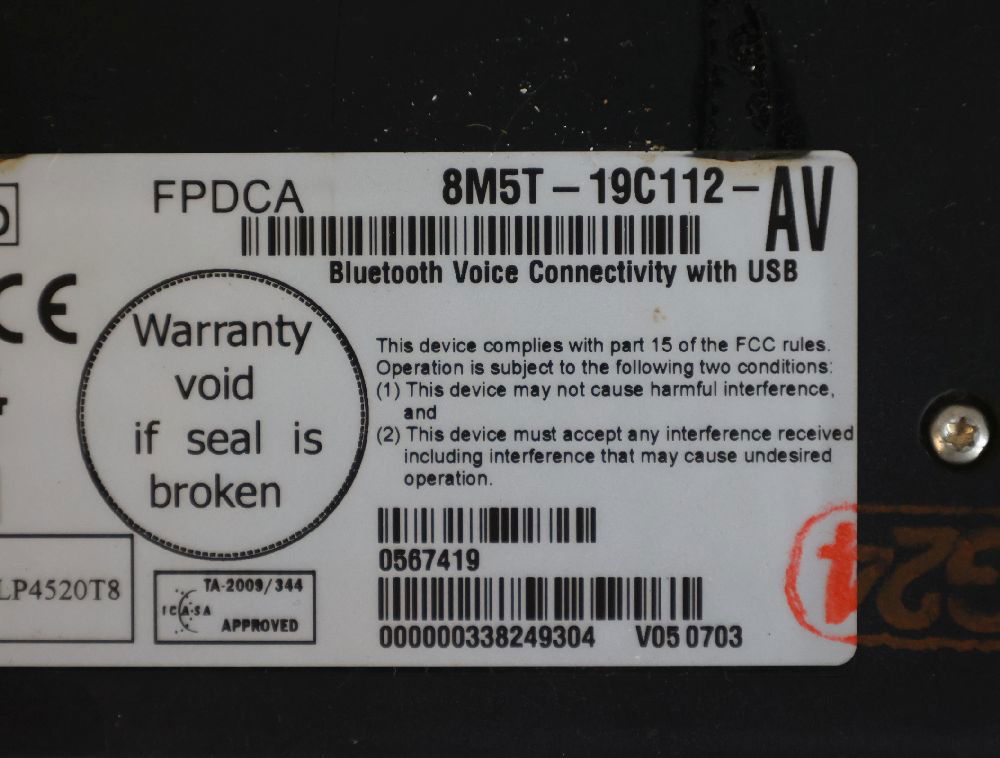 FPDCA
8M5T-19C112-AV
Bluetooth Voice Connectivity with USB
CE
Warranty
void
if seal is
broken
This device complies with part 15 of the FCC rules.
Operation is subject to the following two conditions:
(1) This device may not cause harmful interference,
and
(2) This device must accept any interference received
including interference that may cause undesired
operation.
0567419
LP4520T8
TA-2009/344
ICASA
APPROVED
000000338249304 V05 0703